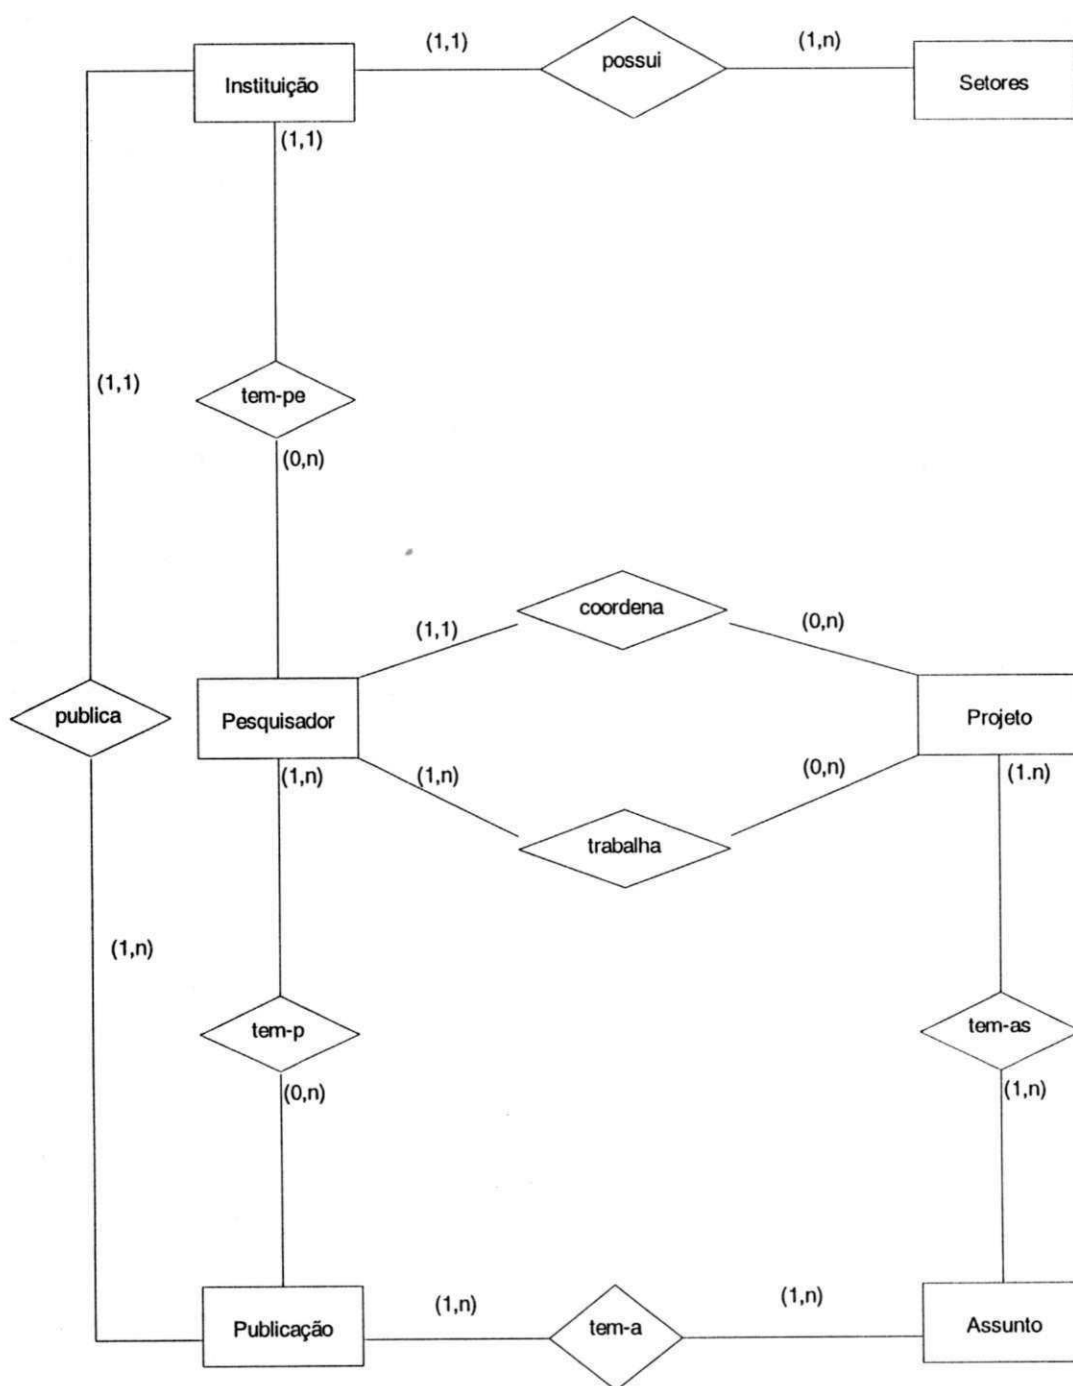 (1,1)
possui
(1,n)
Instituição
Setores
(1,1)
(1,1)
tem-pe
(0,n)
coordena
(1,1)
(0,n)
publica
Pesquisador
Projeto
(1,n)
(1,n)
(0,n)
(1.n)
trabalha
(1,n)
tem-p
tem-as
(0,n)
(1,n)
(1,n)
(1,n)
Publicação
tem-a
Assunto